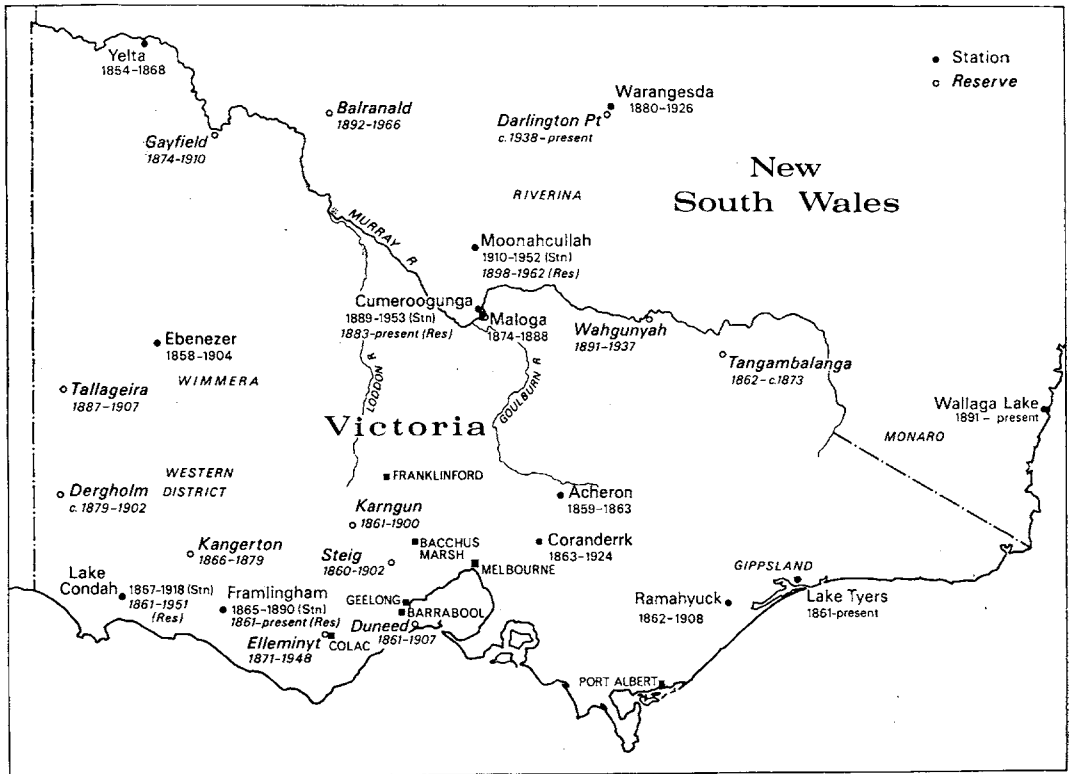 Yelta
1854-1868
Balranald
1892-1966
Gayfield
1874-1910
Warangesda
1880-1926
Darlington Pt
c.1938-present
● Station
○ Reserve
New
South Wales
RIVERINA
MURRAY R
Moonahcullah
1910-1952 (Stn)
1898-1962 (Res)
Cumeroogunga
1889-1953 (Stn)
1883-present (Res)
Maloga
1874-1888
Wahgunyah
1891-1937
Tangambalanga
1862-c.1873
Ebenezer
1858-1904
WIMMERA
Tallageira
1887-1907
LODDON R
GOULBURN R
Victoria
Wallaga Lake
1891 - present
MONARO
WESTERN
DISTRICT
FRANKLINFORD
Dergholm
c. 1879-1902
Karngun
1861-1900
Acheron
1859-1863
Kangerton
1866-1879
Steig
1860-1902
BACCHUS
MARSH
Coranderrk
1863-1924
MELBOURNE
GIPPSLAND
Lake
Condah
1867-1918 (Stn)
1861-1951
(Res)
Framlingham
1865-1890 (Stn)
1861-present (Res)
GEELONG
BARRABOOL
Duneed
1861-1907
Elleminyt
1871-1948
COLAC
Ramahyuck
1862-1908
Lake Tyers
1861-present
PORT ALBERT